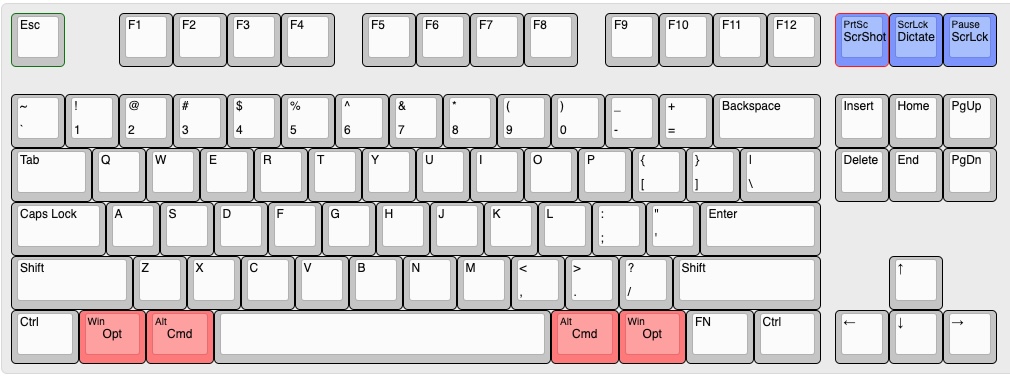 Esc F1 F2 F3 F4 F5 F6 F7 F8 F9 F10 F11 F12 PrtSc ScrLck Pause
ScrShot Dictate ScrLck
~ ! @ # $ % ^ & * ( ) _ + Backspace Insert Home PgUp
` 1 2 3 4 5 6 7 8 9 0 - =
Tab Q W E R T Y U I O P { } | Delete End PgDn
[ ] \
Caps Lock A S D F G H J K L : " Enter
; '
Shift Z X C V B N M < > ? Shift ↑
, . /
Ctrl Win Alt Alt Win FN Ctrl ← ↓ →
Opt Cmd Cmd Opt